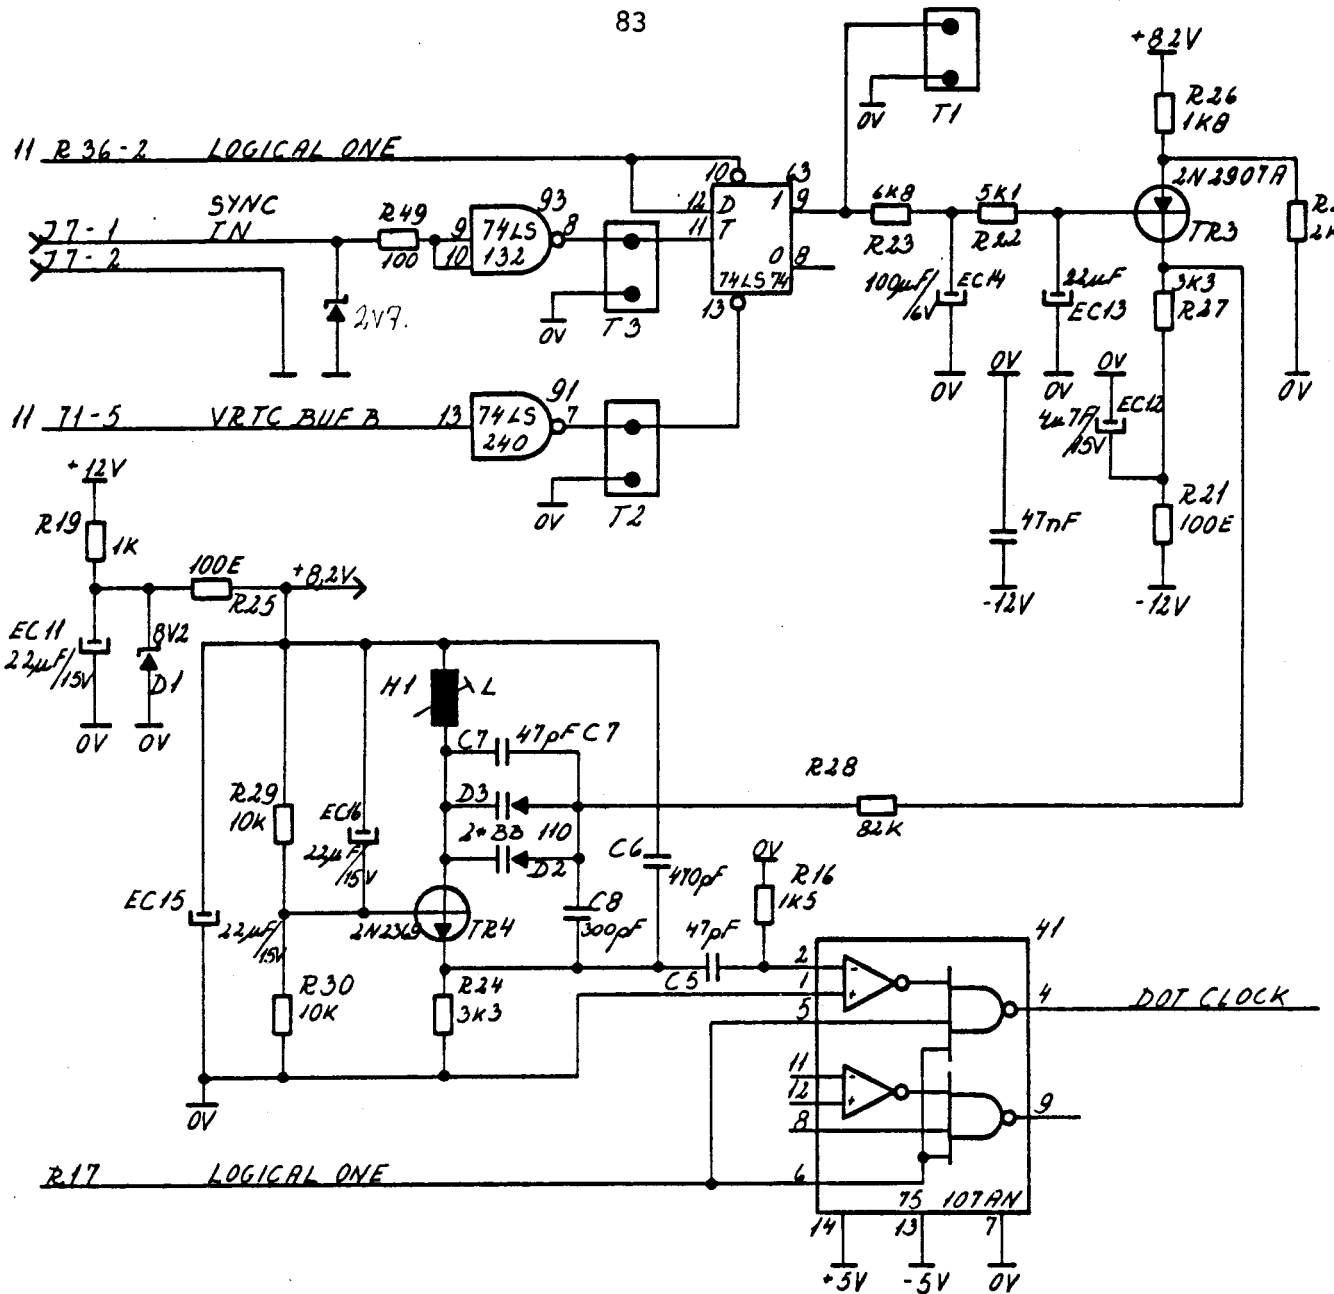 83
+82V
R26
1K8
2N2907A
TR3
T1
0V
11 R36-2 LOGICAL ONE
10
63
12 D 1 9
11 T
0 8
74LS74
13
6K8
R23
5K1
R22
J7-1 SYNC IN
J7-2
R49
100
93
9
10
74LS
132
8
T3
0V
2V7.
100µF/6V
EC14
22µF
EC13
3K3
R27
0V
0V
0V
0V
0V
11 71-5 VRTC BUF B 13
91
74LS
240
7
4µ7F/15V
EC12
T2
0V
+12V
R19
1K
100E
R25
+8,2V
R21
100E
47nF
-12V
-12V
EC11
22µF/15V
8V2
D1
0V
0V
H1
L
C7
47pF C7
R28
82K
D3
2*BB 110
D2
R29
10K
EC16
22µF/15V
C6
470pF
0V
R16
1K5
EC15
22µF/15V
2N2369
TR4
C8
300pF
47pF
C5
R30
10K
R24
3K3
0V
41
2
1
5
- +
4 DOT CLOCK
11
12
8
- +
9
6
R17 LOGICAL ONE
75 107AN
14 13 7
+5V -5V 0V